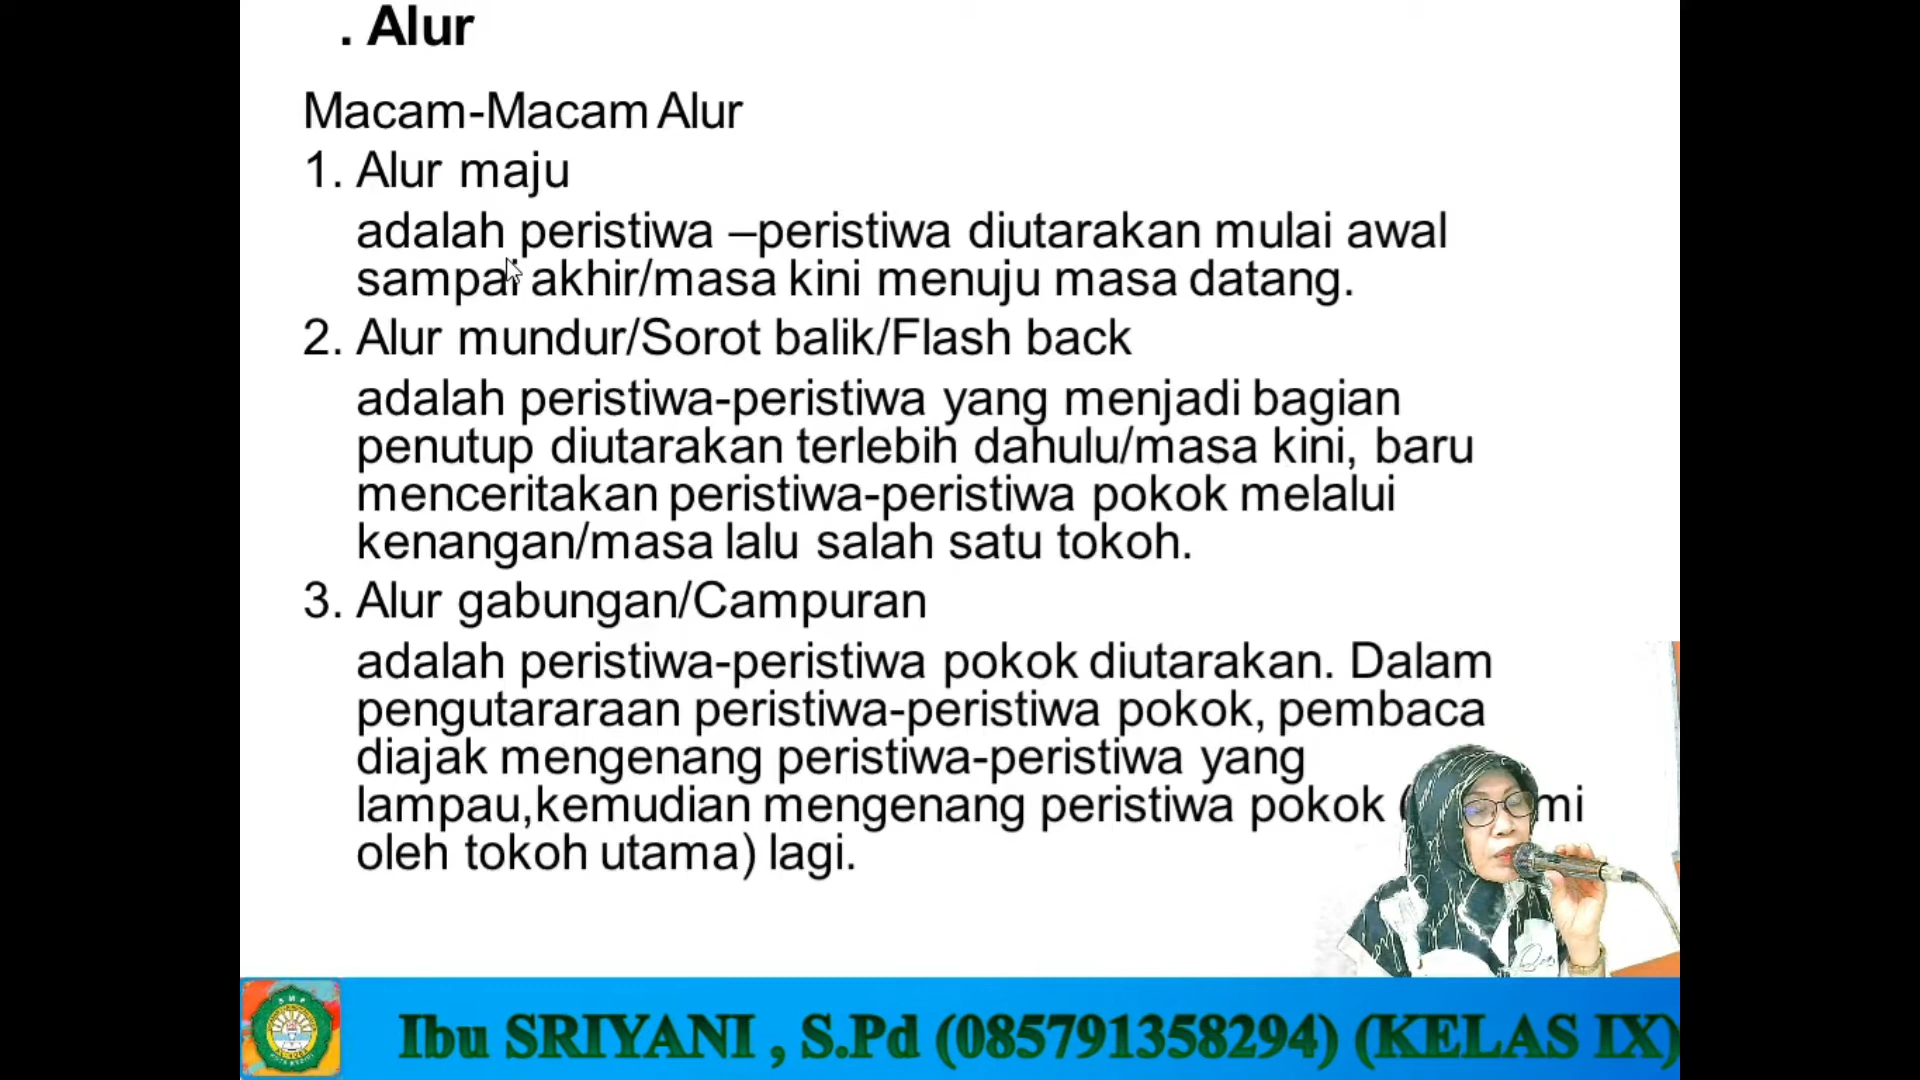 . Alur
Macam-Macam Alur
1. Alur maju
adalah peristiwa –peristiwa diutarakan mulai awal
sampai akhir/masa kini menuju masa datang.
2. Alur mundur/Sorot balik/Flash back
adalah peristiwa-peristiwa yang menjadi bagian
penutup diutarakan terlebih dahulu/masa kini, baru
menceritakan peristiwa-peristiwa pokok melalui
kenangan/masa lalu salah satu tokoh.
3. Alur gabungan/Campuran
adalah peristiwa-peristiwa pokok diutarakan. Dalam
pengutararaan peristiwa-peristiwa pokok, pembaca
diajak mengenang peristiwa-peristiwa yang
lampau,kemudian mengenang peristiwa pokok
oleh tokoh utama) lagi.
Ibu SRIYANI , S.Pd (085791358294) (KELAS IX)